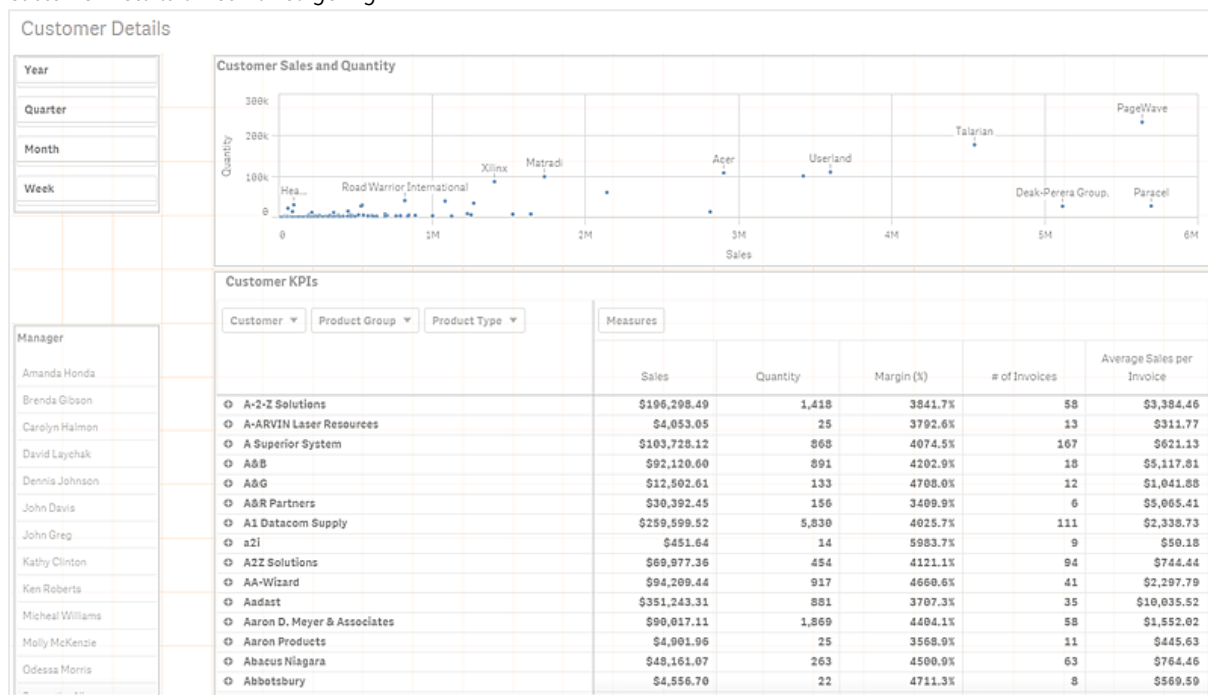 Customer Details
Year
Quarter
Month
Week
Customer Sales and Quantity
300k
200k
100k
0
Quantity
PageWave
Talarian
Acer
Userland
Matradi
Xilinx
Road Warrior International
Hea...
Deak-Perera Group.
Paracel
0 1M 2M 3M 4M 5M 6M
Sales
Manager
Amanda Honda
Brenda Gibson
Carolyn Halmon
David Laychak
Dennis Johnson
John Davis
John Greg
Kathy Clinton
Ken Roberts
Micheal Williams
Molly McKenzie
Odessa Morris
Customer KPIs
Customer Product Group Product Type Measures
Sales Quantity Margin (%) # of Invoices Average Sales per Invoice
A-2-Z Solutions $196,298.49 1,418 3841.7% 58 $3,384.46
A-ARVIN Laser Resources $4,053.05 25 3792.6% 13 $311.77
A Superior System $103,728.12 868 4074.5% 167 $621.13
A&B $92,120.60 891 4202.9% 18 $5,117.81
A&G $12,502.61 133 4708.0% 12 $1,041.88
A&R Partners $30,392.45 156 3409.9% 6 $5,065.41
A1 Datacom Supply $259,599.52 5,830 4025.7% 111 $2,338.73
a2i $451.64 14 5983.7% 9 $50.18
A2Z Solutions $69,977.36 454 4121.1% 94 $744.44
AA-Wizard $94,209.44 917 4660.6% 41 $2,297.79
Aadast $351,243.31 881 3707.3% 35 $10,035.52
Aaron D. Meyer & Associates $90,017.11 1,869 4404.1% 58 $1,552.02
Aaron Products $4,901.96 25 3568.9% 11 $445.63
Abacus Niagara $48,161.07 263 4500.9% 63 $764.46
Abbotsbury $4,556.70 22 4711.3% 8 $569.59